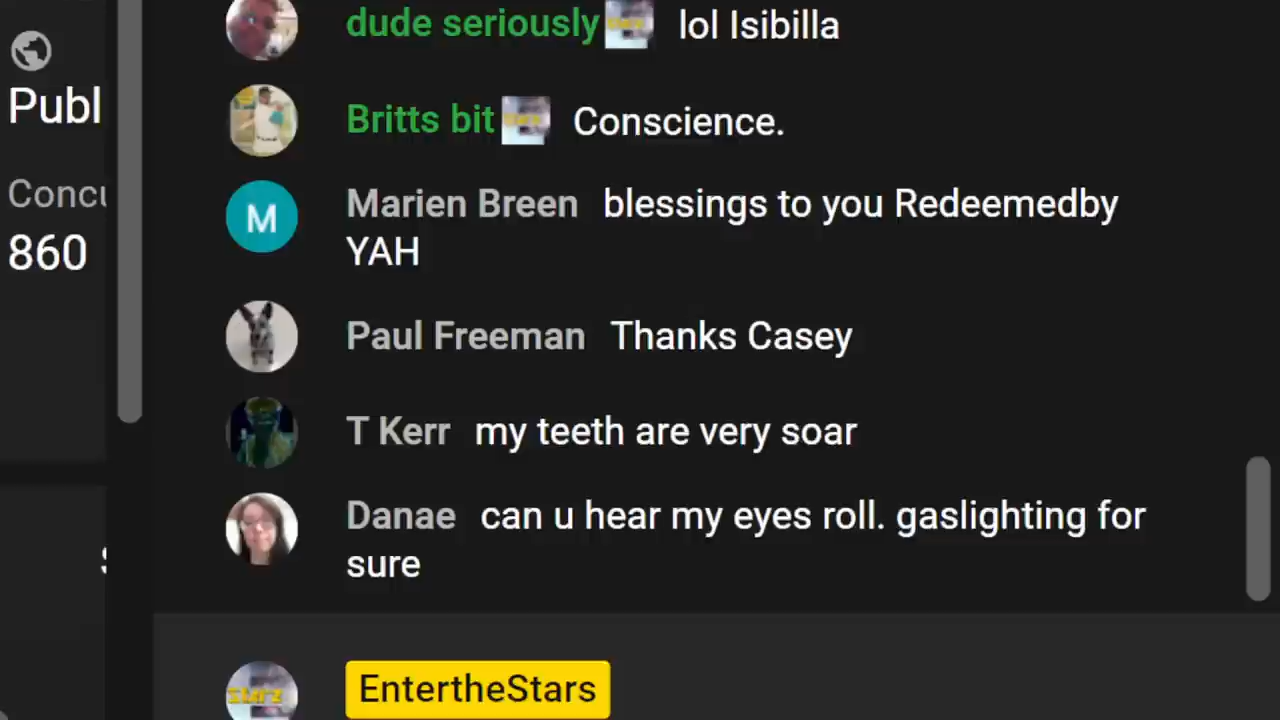 dude seriously lol Isibilla
Publ
Britts bit Conscience.
Concu
860
Marien Breen blessings to you Redeemedby
YAH
M
Paul Freeman Thanks Casey
T Kerr my teeth are very soar
Danae can u hear my eyes roll. gaslighting for
sure
EntertheStars